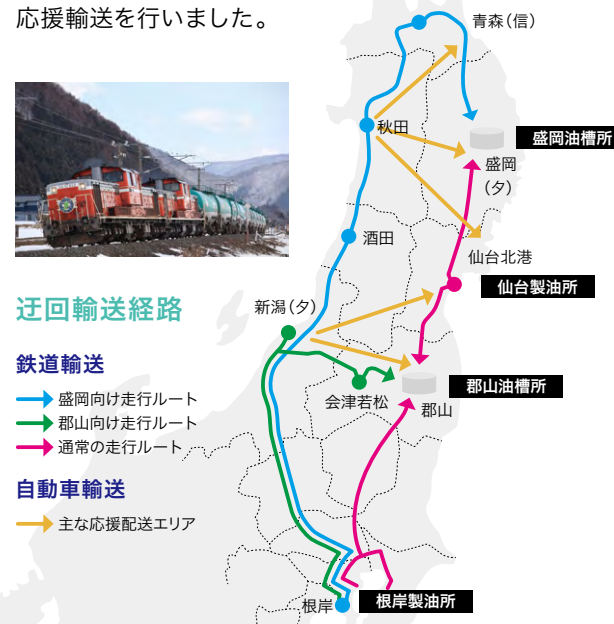 応援輸送を行いました。
青森（信）
秋田
盛岡油槽所
盛岡
（タ）
酒田
仙台北港
仙台製油所
迂回輸送経路
新潟（タ）
鉄道輸送
盛岡向け走行ルート
郡山向け走行ルート
通常の走行ルート
会津若松
郡山油槽所
郡山
自動車輸送
主な応援配送エリア
根岸
根岸製油所